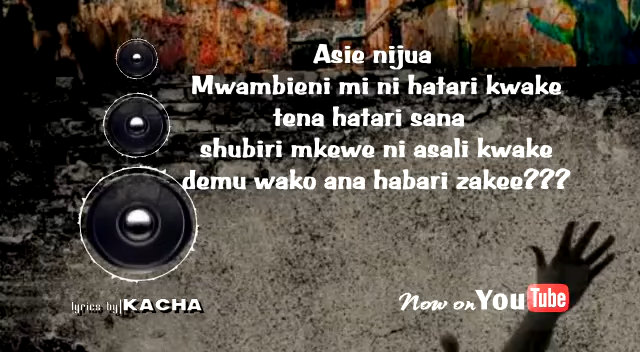 Asie nijua
Mwambieni mi ni hatari kwake
tena hatari sana
shubiri mkewe ni asali kwake
demu wako ana habari zakee???
lyrics by|KACHA
Now on YouTube